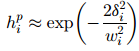 h_i^p ≈ exp(−2δ_i^2 / w_i^2)